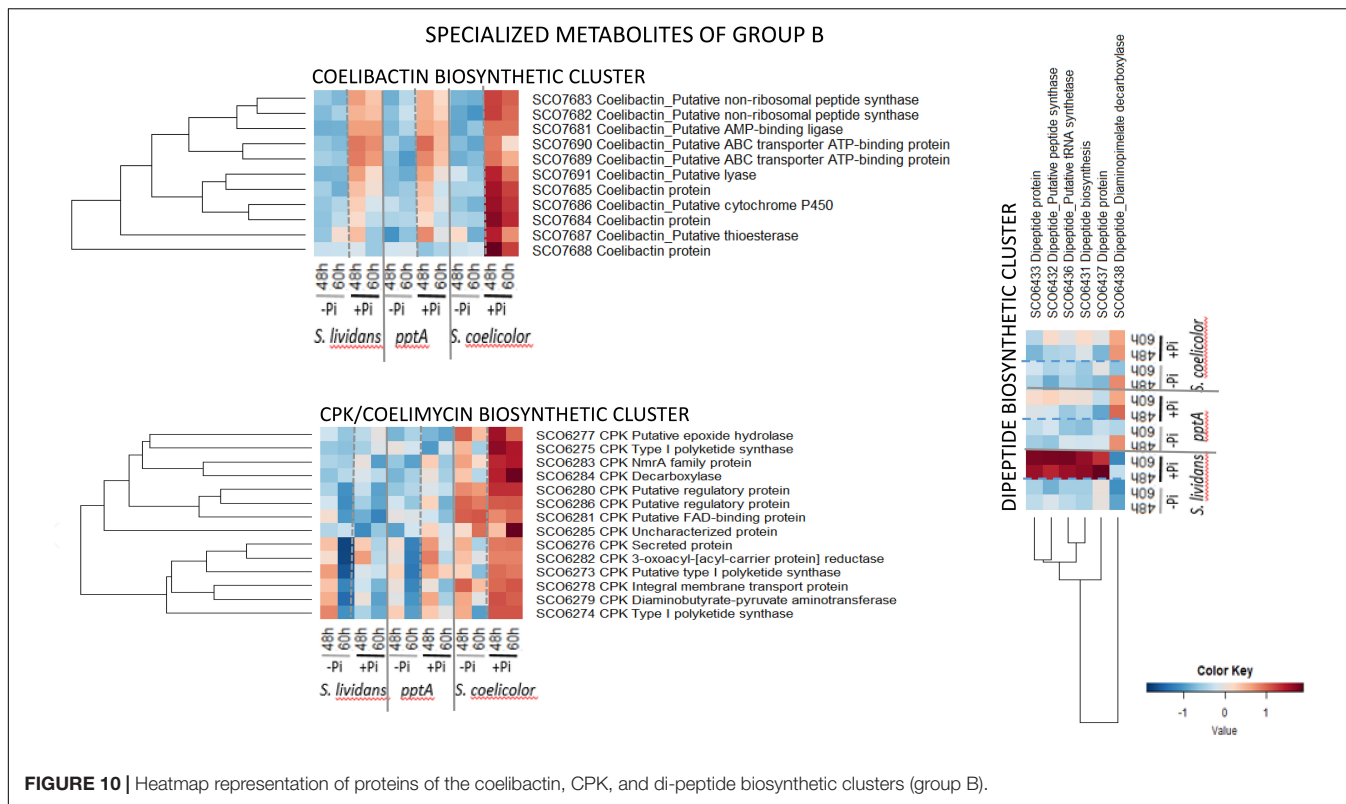 SPECIALIZED METABOLITES OF GROUP B
COELIBACTIN BIOSYNTHETIC CLUSTER
SCO7683 Coelibactin_Putative non-ribosomal peptide synthase
SCO7682 Coelibactin_Putative non-ribosomal peptide synthase
SCO7681 Coelibactin_Putative AMP-binding ligase
SCO7690 Coelibactin_Putative ABC transporter ATP-binding protein
SCO7689 Coelibactin_Putative ABC transporter ATP-binding protein
SCO7691 Coelibactin_Putative lyase
SCO7685 Coelibactin protein
SCO7686 Coelibactin_Putative cytochrome P450
SCO7684 Coelibactin protein
SCO7687 Coelibactin_Putative thioesterase
SCO7688 Coelibactin protein
48h 60h 48h 60h 48h 60h 48h 60h 48h 60h 48h 60h
-Pi +Pi -Pi +Pi -Pi +Pi
S. lividans pptA S. coelicolor
CPK/COELIMYCIN BIOSYNTHETIC CLUSTER
SCO6277 CPK Putative epoxide hydrolase
SCO6275 CPK Type I polyketide synthase
SCO6283 CPK NmrA family protein
SCO6284 CPK Decarboxylase
SCO6280 CPK Putative regulatory protein
SCO6286 CPK Putative regulatory protein
SCO6281 CPK Putative FAD-binding protein
SCO6285 CPK Uncharacterized protein
SCO6276 CPK Secreted protein
SCO6282 CPK 3-oxoacyl-[acyl-carrier protein] reductase
SCO6273 CPK Putative type I polyketide synthase
SCO6278 CPK Integral membrane transport protein
SCO6279 CPK Diaminobutyrate-pyruvate aminotransferase
SCO6274 CPK Type I polyketide synthase
48h 60h 48h 60h 48h 60h 48h 60h 48h 60h 48h 60h
-Pi +Pi -Pi +Pi -Pi +Pi
S. lividans pptA S. coelicolor
DIPEPTIDE BIOSYNTHETIC CLUSTER
SCO6433 Dipeptide protein
SCO6432 Dipeptide_Putative peptide synthase
SCO6436 Dipeptide_Putative tRNA synthetase
SCO6431 Dipeptide biosynthesis
SCO6437 Dipeptide protein
SCO6438 Dipeptide_Diaminopimelate decarboxylase
60h 48h 60h 48h 60h 48h 60h 48h 60h 48h 60h 48h
+Pi -Pi +Pi -Pi +Pi -Pi
S. coelicolor pptA S. lividans
Color Key
-1 0 1
Value
FIGURE 10 | Heatmap representation of proteins of the coelibactin, CPK, and di-peptide biosynthetic clusters (group B).